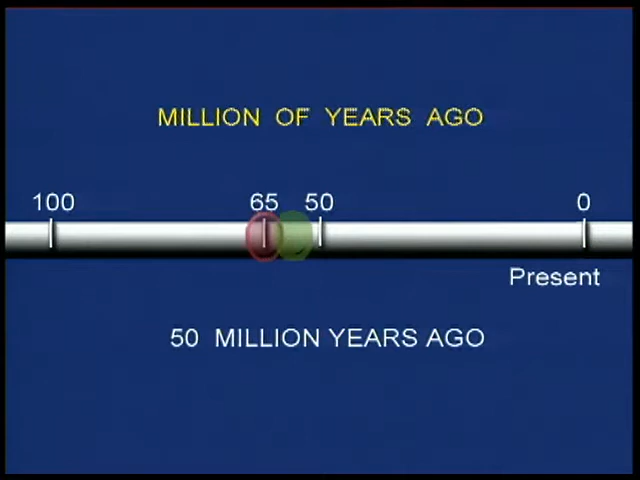 MILLION OF YEARS AGO
100 65 50 0
Present
50 MILLION YEARS AGO